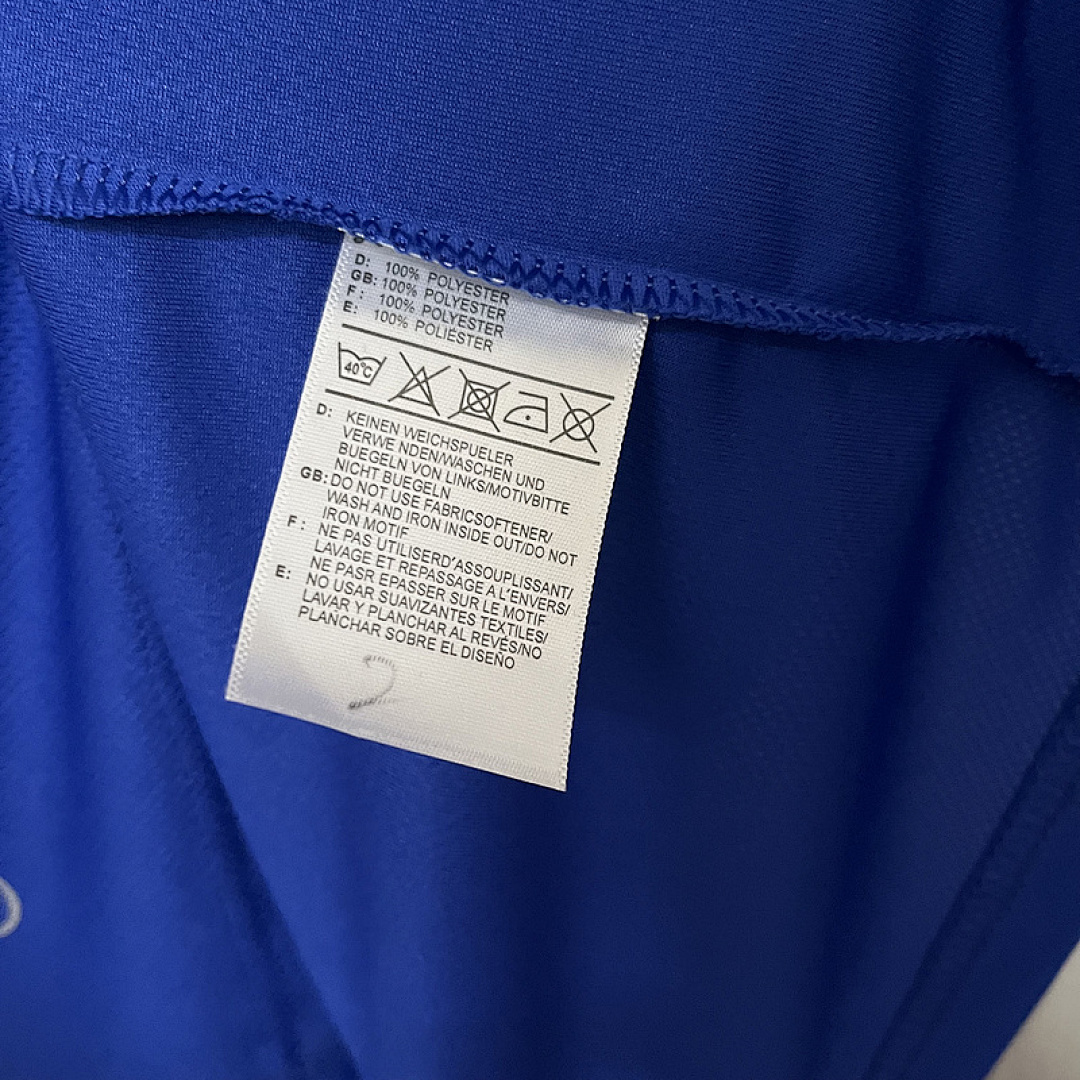 D: 100% POLYESTER
GB: 100% POLYESTER
F: 100% POLYESTER
E: 100% POLIÉSTER
40°C
D: KEINEN WEICHSPUELER
VERWE NDEN/WASCHEN UND
BUEGELN VON LINKS/MOTIVBITTE
NICHT BUEGELN
GB: DO NOT USE FABRICSOFTENER/
WASH AND IRON INSIDE OUT/DO NOT
IRON MOTIF
F: NE PAS UTILISERD'ASSOUPLISSANT/
LAVAGE ET REPASSAGE A L'ENVERS/
NE PASR EPASSER SUR LE MOTIF
E: NO USAR SUAVIZANTES TEXTILES/
LAVAR Y PLANCHAR AL REVÉS/NO
PLANCHAR SOBRE EL DISEÑO